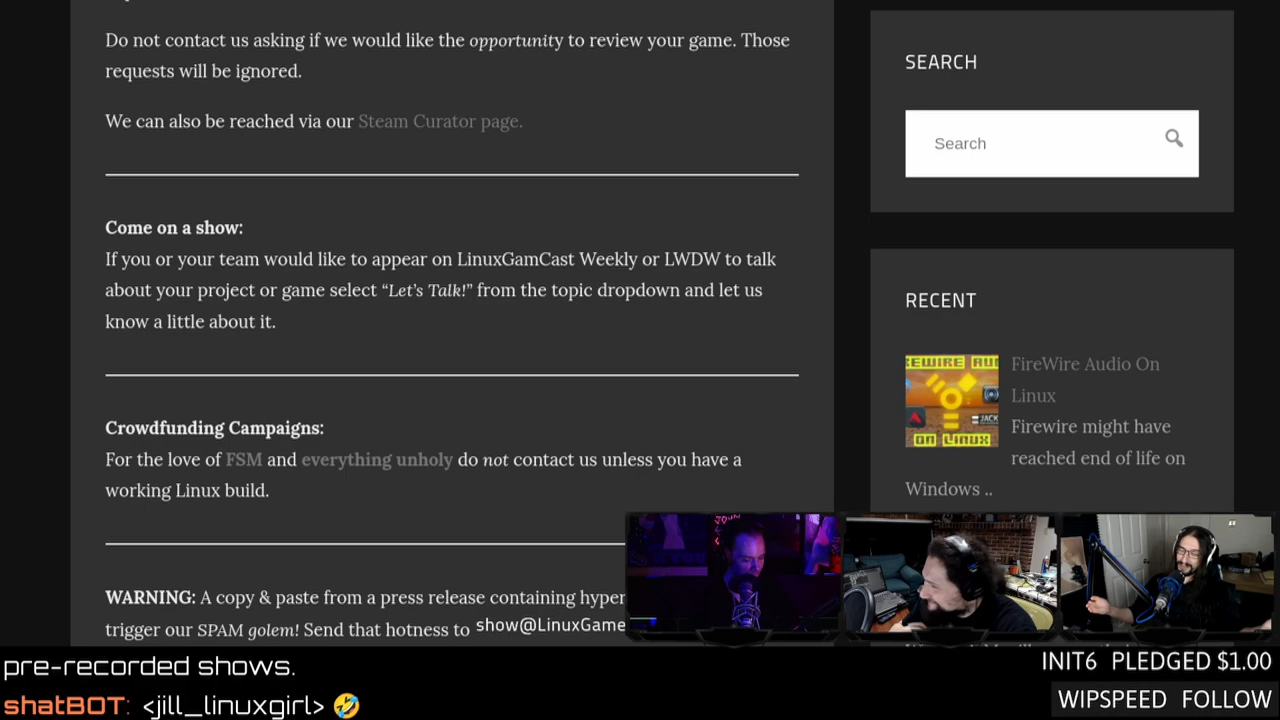 Do not contact us asking if we would like the opportunity to review your game. Those
requests will be ignored.
We can also be reached via our Steam Curator page.
Come on a show:
If you or your team would like to appear on LinuxGamCast Weekly or LWDW to talk
about your project or game select “Let’s Talk!” from the topic dropdown and let us
know a little about it.
Crowdfunding Campaigns:
For the love of FSM and everything unholy do not contact us unless you have a
working Linux build.
WARNING: A copy & paste from a press release containing hyper
trigger our SPAM golem! Send that hotness to show@LinuxGame
SEARCH
Search
RECENT
EWIRE AU
JACK
ON LINUX
FireWire Audio On
Linux
Firewire might have
reached end of life on
Windows ..
pre-recorded shows.
shatBOT: <jill_linuxgirl> 🤣
INIT6 PLEDGED $1.00
WIPSPEED FOLLOW